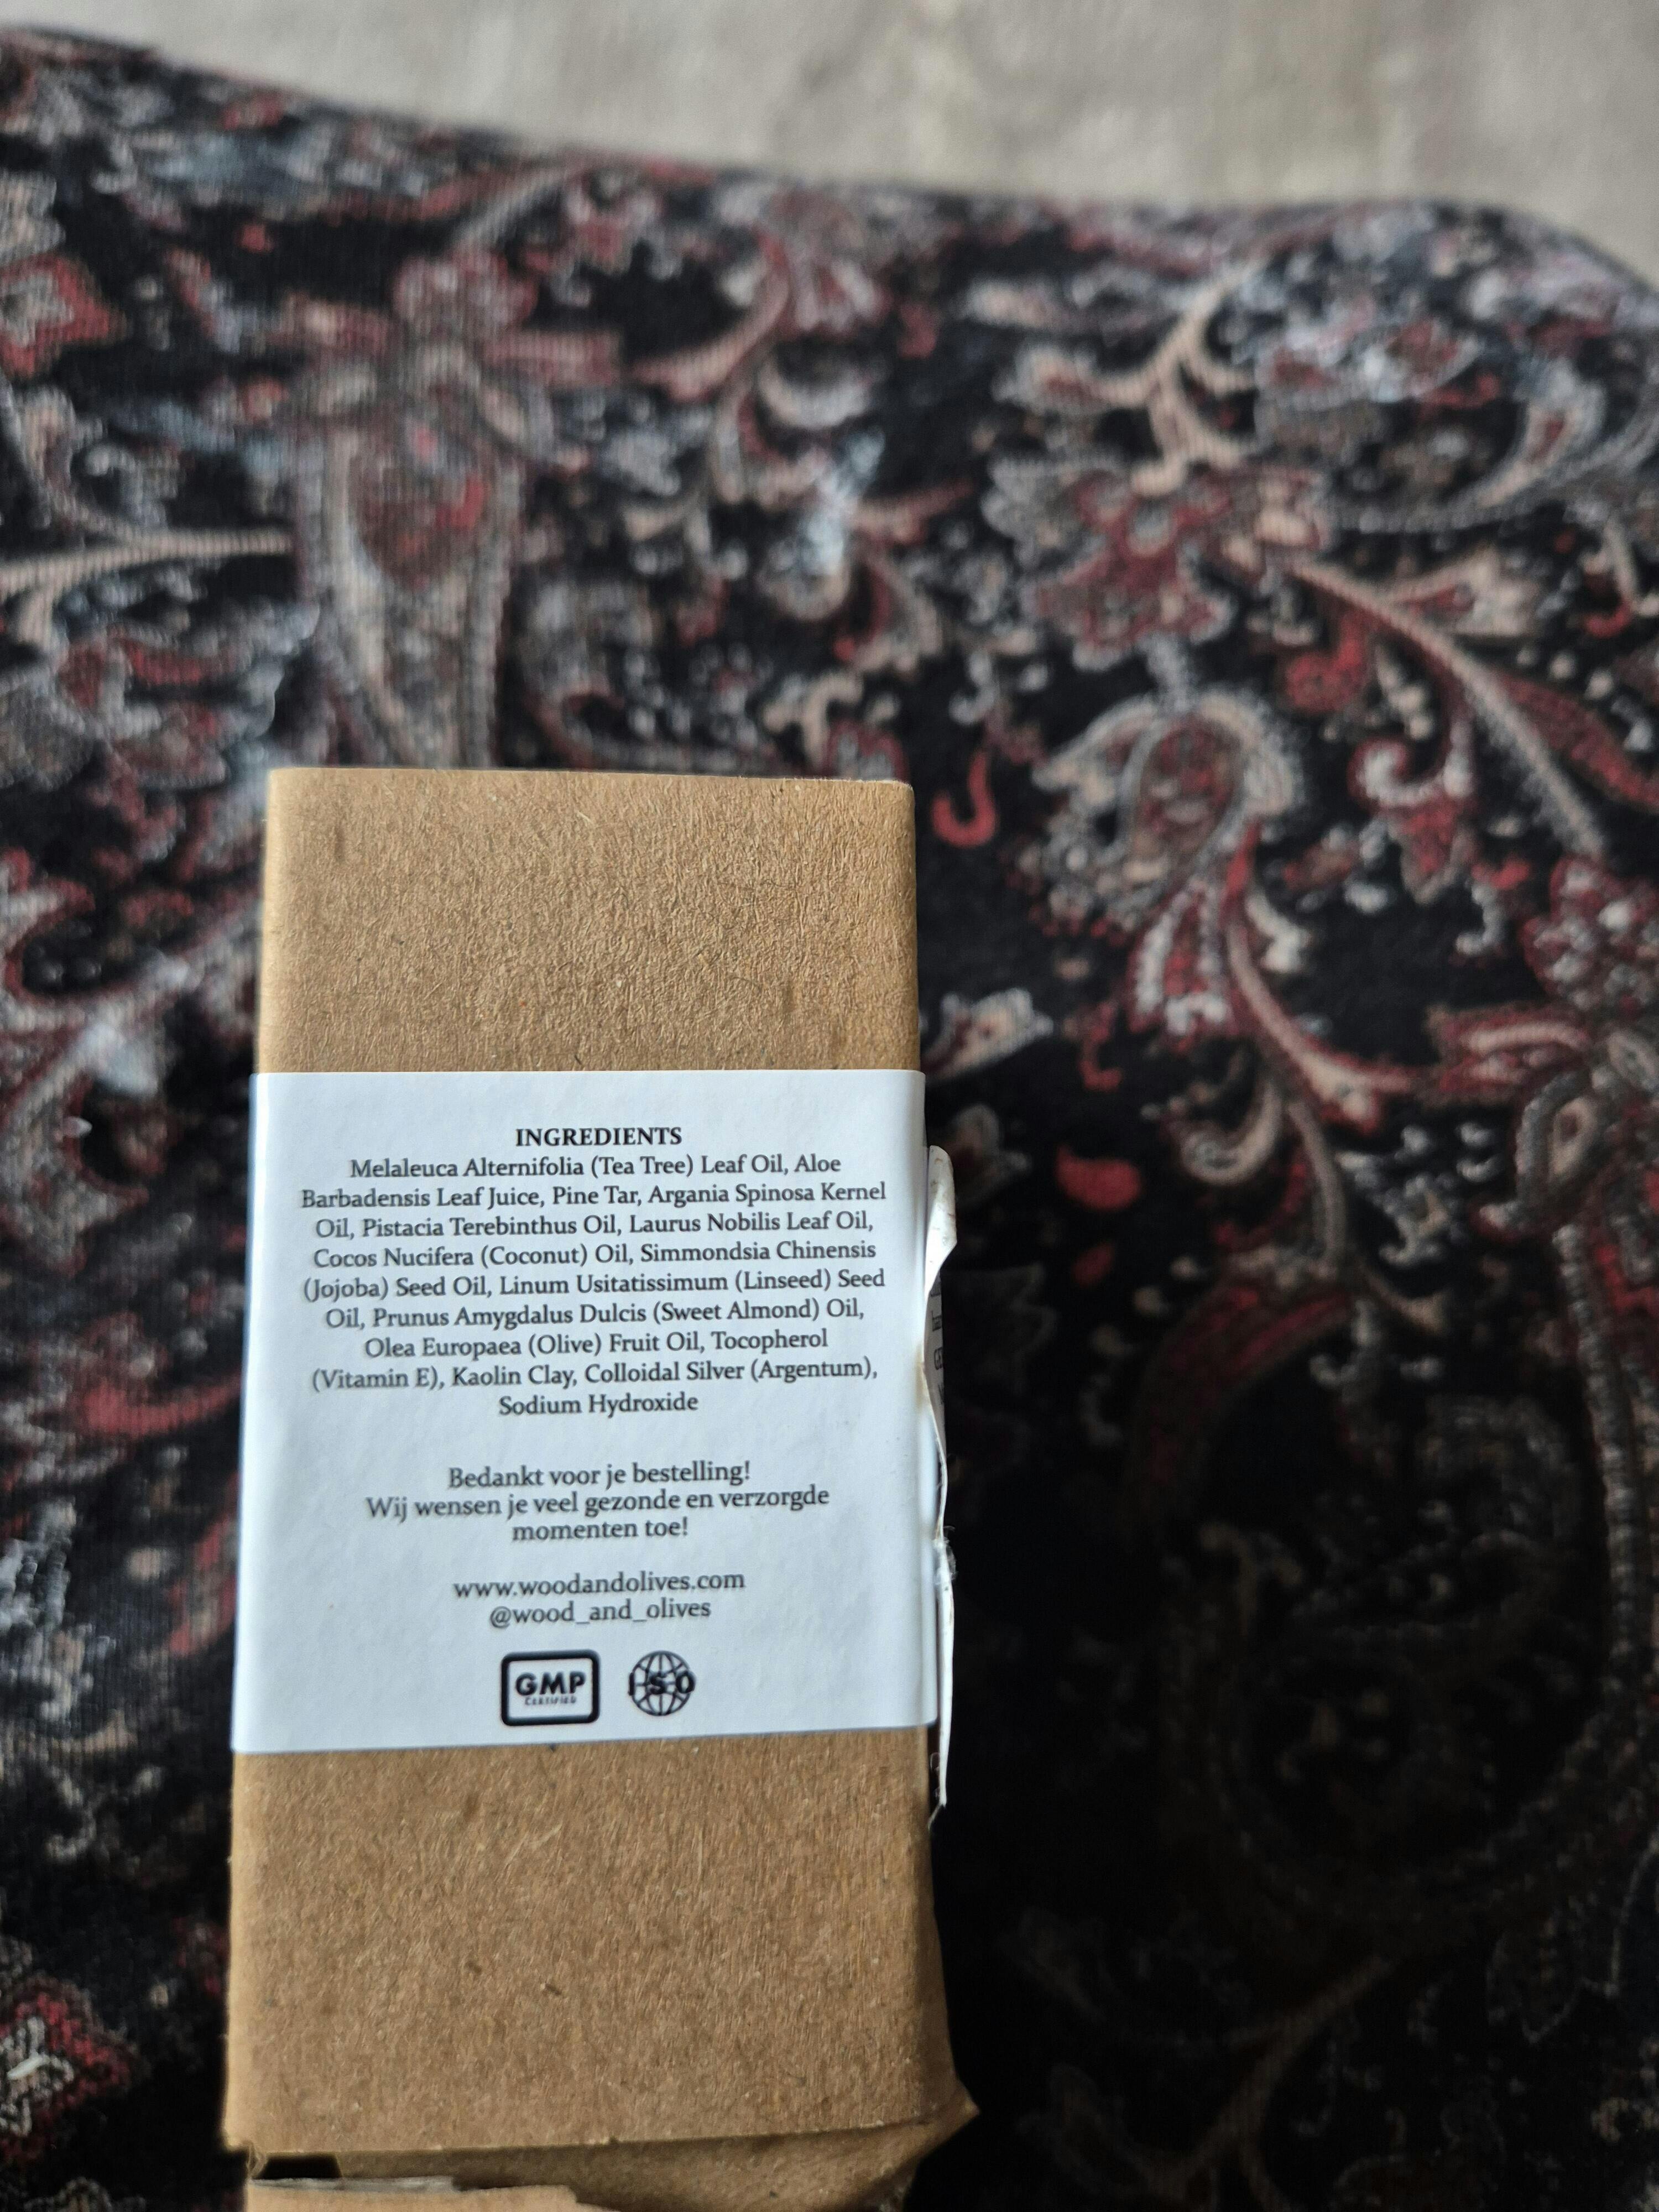 INGREDIENTS
Melaleuca Alternifolia (Tea Tree) Leaf Oil, Aloe
Barbadensis Leaf Juice, Pine Tar, Argania Spinosa Kernel
Oil, Pistacia Terebinthus Oil, Laurus Nobilis Leaf Oil,
Cocos Nucifera (Coconut) Oil, Simmondsia Chinensis
(Jojoba) Seed Oil, Linum Usitatissimum (Linseed) Seed
Oil, Prunus Amygdalus Dulcis (Sweet Almond) Oil,
Olea Europaea (Olive) Fruit Oil, Tocopherol
(Vitamin E), Kaolin Clay, Colloidal Silver (Argentum),
Sodium Hydroxide
Bedankt voor je bestelling!
Wij wensen je veel gezonde en verzorgde
momenten toe!
www.woodandolives.com
@wood_and_olives
GMP ISO
CERTIFIED